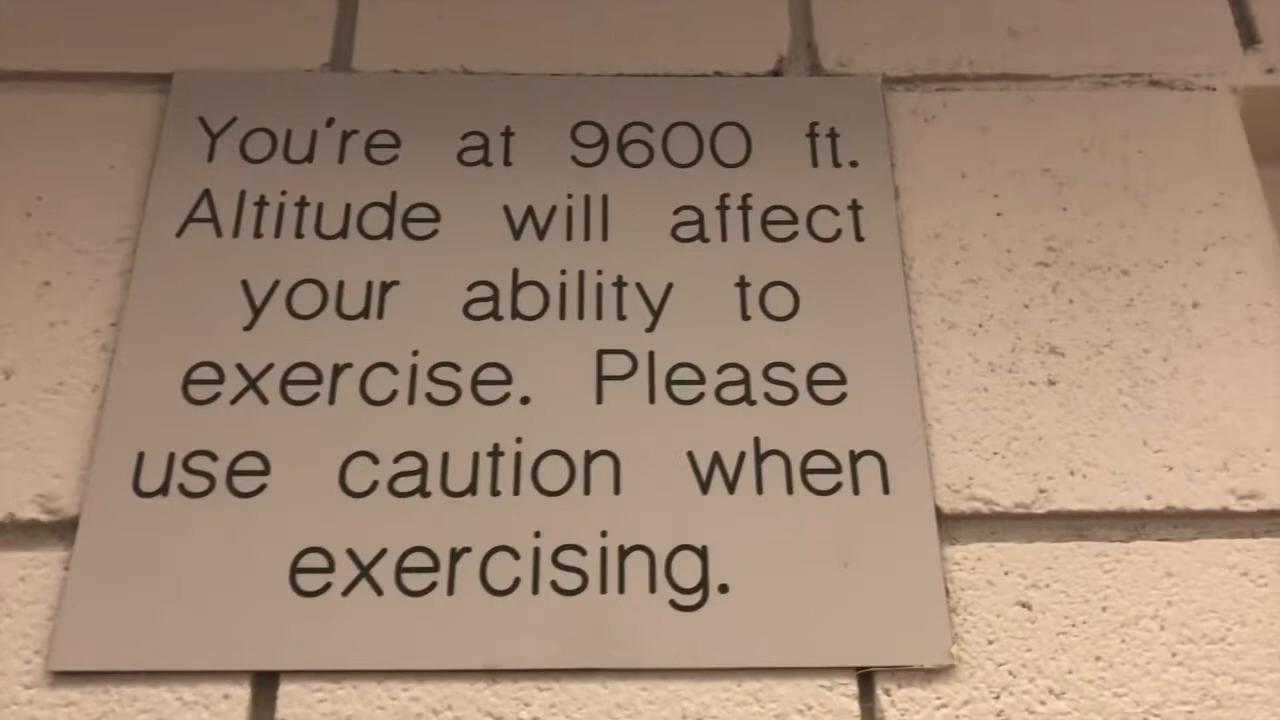 You're at 9600 ft.
Altitude will affect
your ability to
exercise. Please
use caution when
exercising.